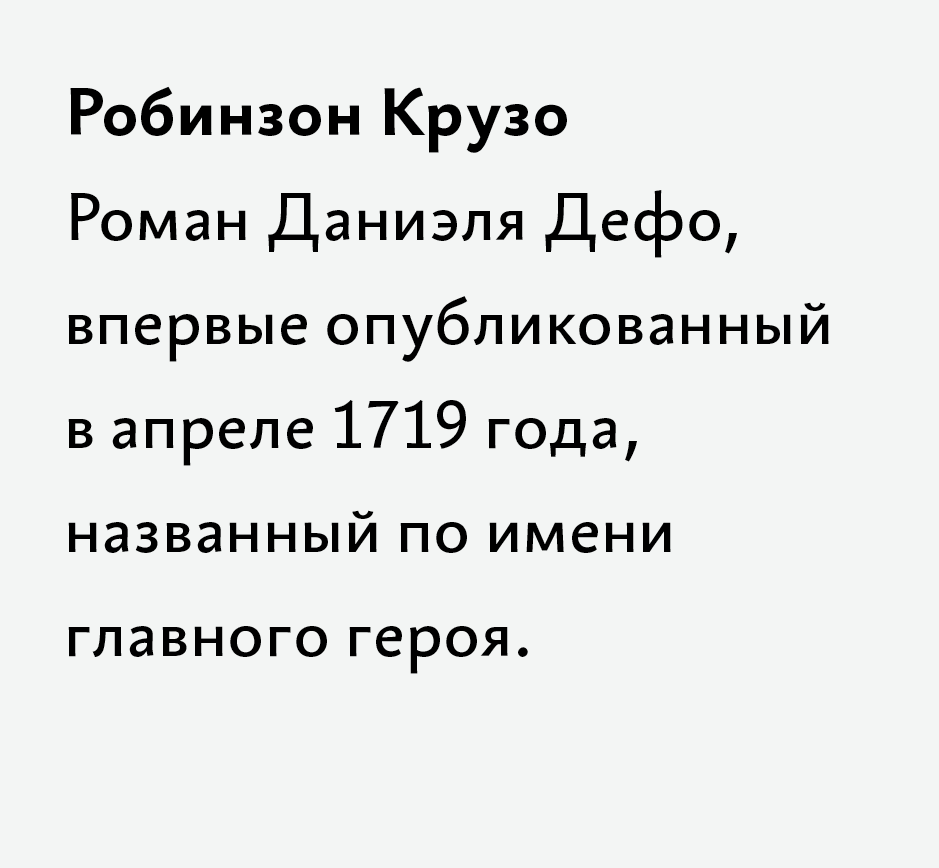 Робинзон Крузо
Роман Даниэля Дефо,
впервые опубликованный
в апреле 1719 года,
названный по имени
главного героя.